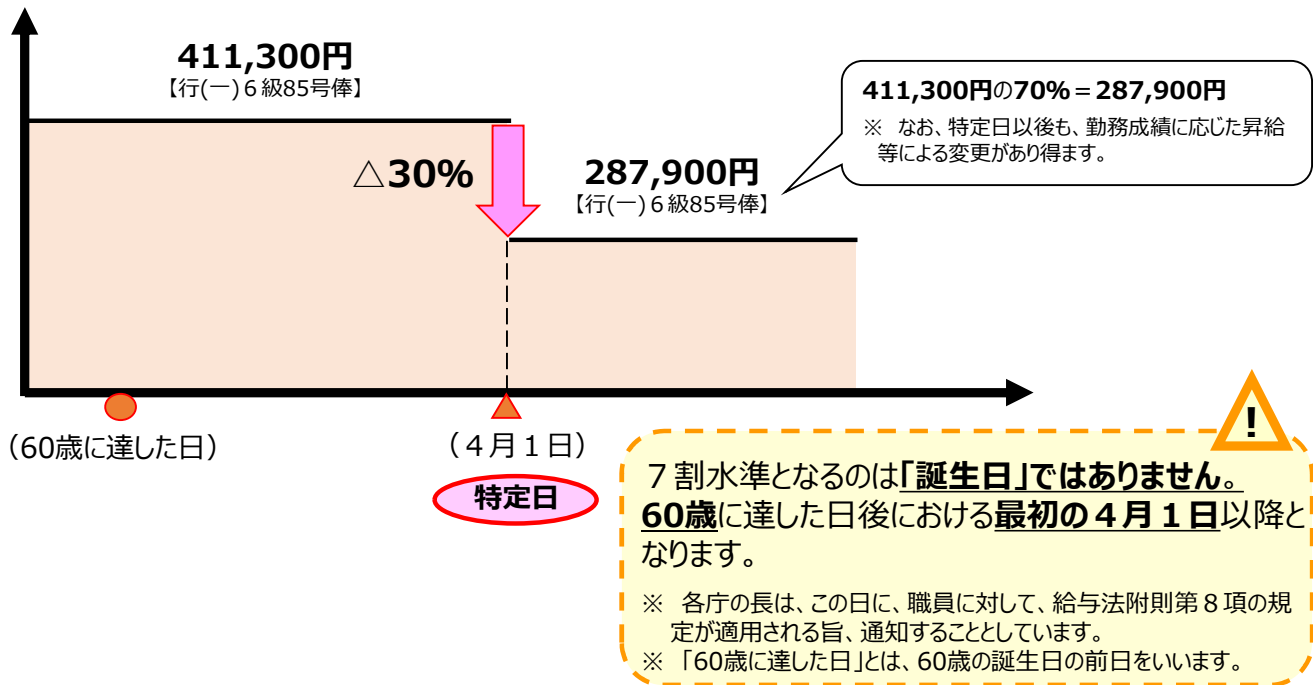 411,300円
【行(一)６級85号俸】
△30%
287,900円
【行(一)６級85号俸】
411,300円の70%＝287,900円
※　なお、特定日以後も、勤務成績に応じた昇給
等による変更があり得ます。
（60歳に達した日）
（４月１日）
特定日
!
７割水準となるのは「誕生日」ではありません。
60歳に達した日後における最初の４月１日以降と
なります。
※　各庁の長は、この日に、職員に対して、給与法附則第８項の規
定が適用される旨、通知することとしています。
※　「60歳に達した日」とは、60歳の誕生日の前日をいいます。